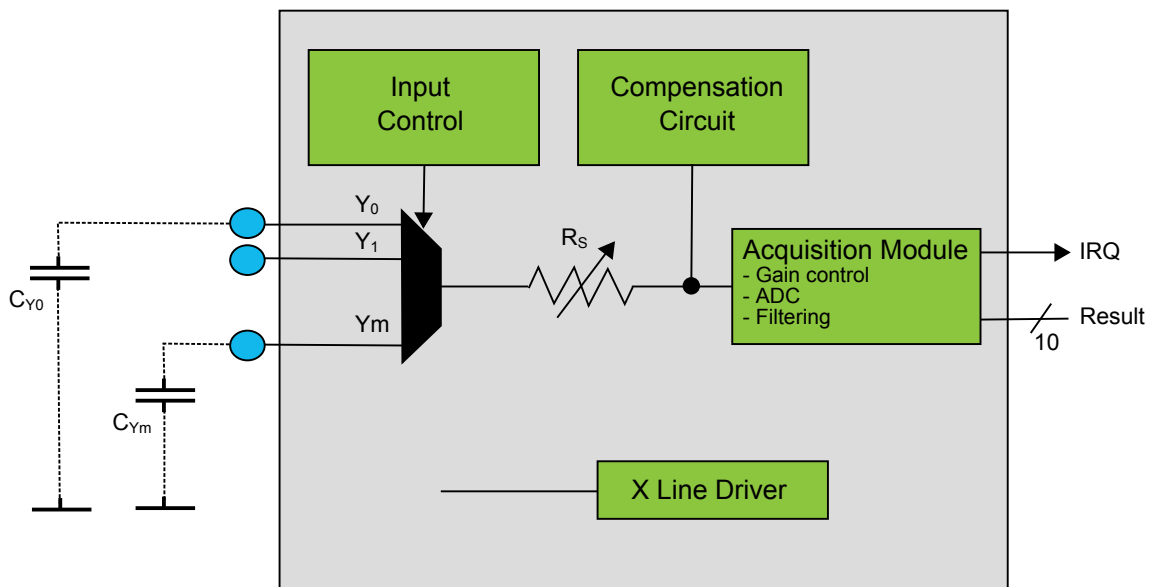 Input
Control
Compensation
Circuit
Y0
Y1
Ym
RS
Acquisition Module
- Gain control
- ADC
- Filtering
IRQ
Result
10
CY0
CYm
X Line Driver